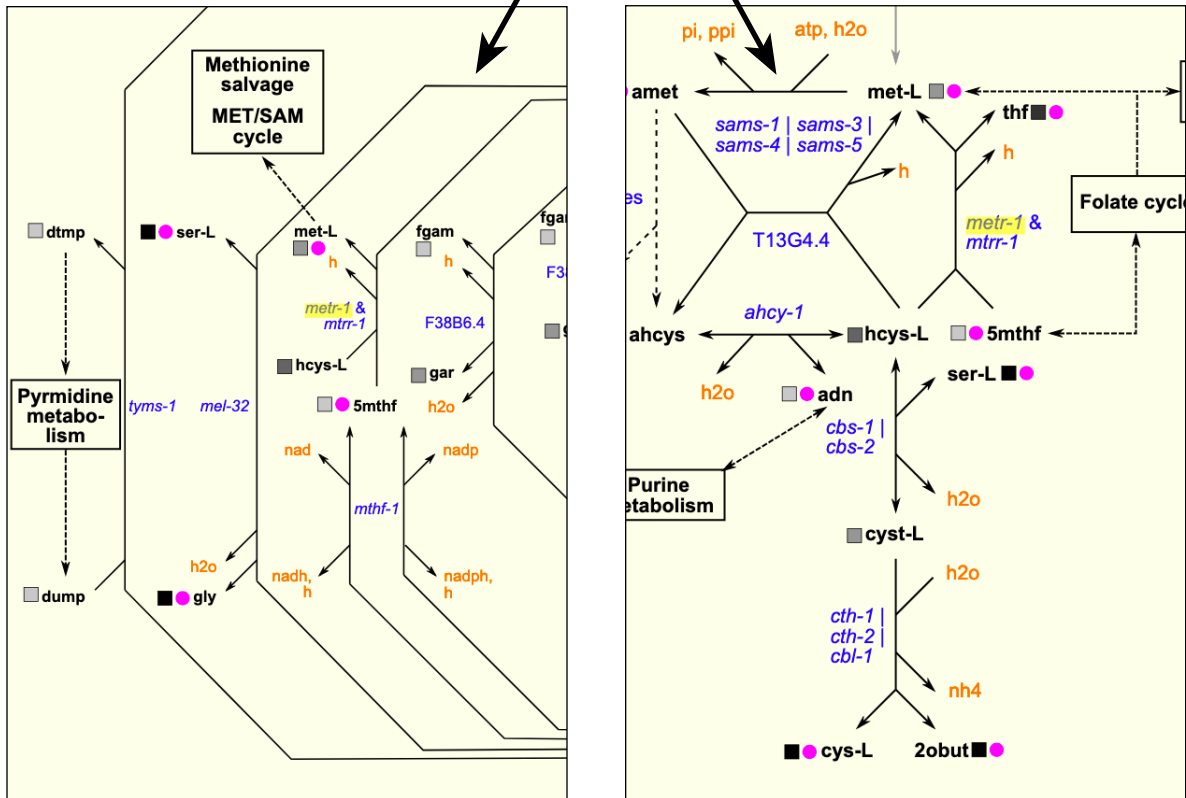 Methionine
salvage
MET/SAM
cycle
dtmp
ser-L
met-L
h
fgam
h
metr-1 &
mtrr-1
F38B6.4
hcys-L
gar
h2o
5mthf
Pyrmidine
metabo-
lism
tyms-1
mel-32
nad
nadp
mthf-1
h2o
nadh,
h
nadph,
h
dump
gly
pi, ppi
atp, h2o
amet
met-L
thf
sams-1 | sams-3 |
sams-4 | sams-5
h
h
metr-1 &
mtrr-1
T13G4.4
ahcy-1
ahcys
hcys-L
5mthf
h2o
adn
ser-L
cbs-1 |
cbs-2
Purine
h2o
cyst-L
h2o
cth-1 |
cth-2 |
cbl-1
nh4
cys-L
2obut
Folate